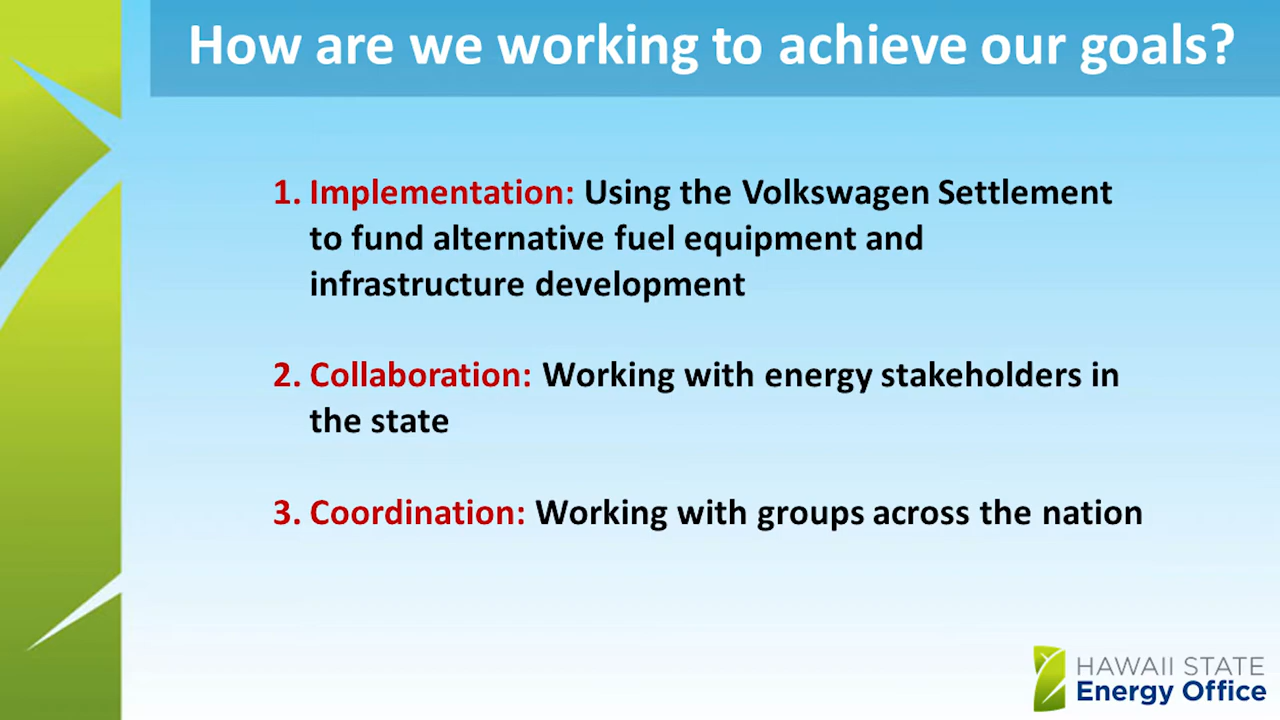 How are we working to achieve our goals?
1. Implementation: Using the Volkswagen Settlement
to fund alternative fuel equipment and
infrastructure development
2. Collaboration: Working with energy stakeholders in
the state
3. Coordination: Working with groups across the nation
HAWAII STATE
Energy Office